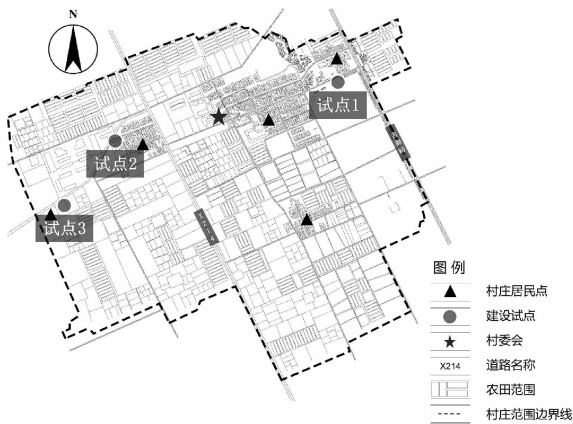 N
试点1
试点2
试点3
图 例
村庄居民点
建设试点
村委会
X214
道路名称
农田范围
村庄范围边界线